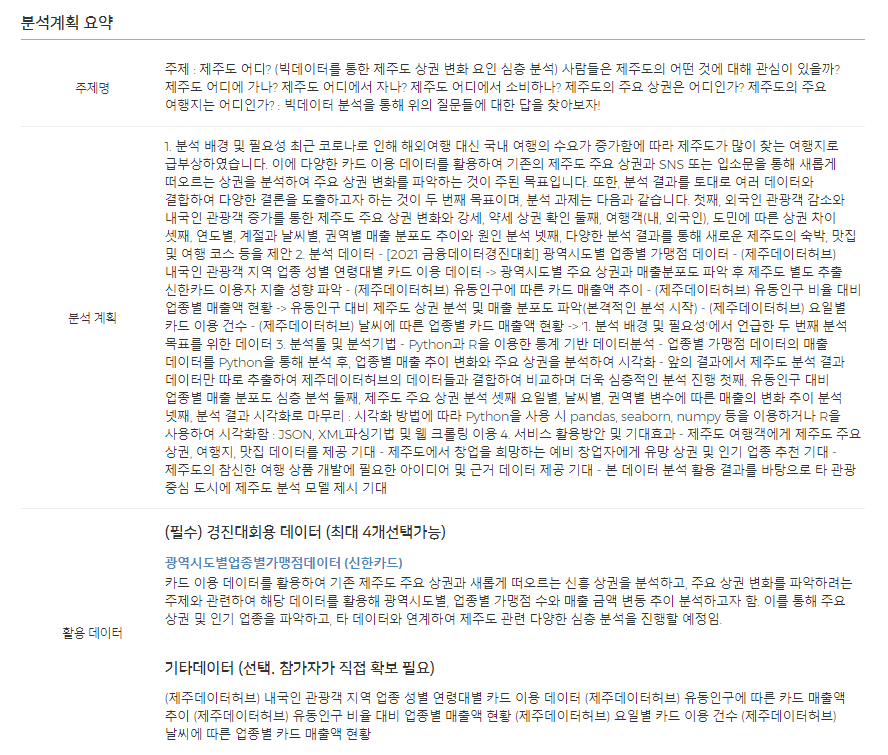 분석계획 요약
주제명
주제 : 제주도 어디? (빅데이터를 통한 제주도 상권 변화 요인 심층 분석) 사람들은 제주도의 어떤 것에 대해 관심이 있을까?
제주도 어디에 가나? 제주도 어디에서 자나? 제주도 어디에서 소비하나? 제주도의 주요 상권은 어디인가? 제주도의 주요
여행지는 어디인가? : 빅데이터 분석을 통해 위의 질문들에 대한 답을 찾아보자!
분석 계획
1. 분석 배경 및 필요성 최근 코로나로 인해 해외여행 대신 국내 여행의 수요가 증가함에 따라 제주도가 많이 찾는 여행지로
급부상하였습니다. 이에 다양한 카드 이용 데이터를 활용하여 기존의 제주도 주요 상권과 SNS 또는 입소문을 통해 새롭게
떠오르는 상권을 분석하여 주요 상권 변화를 파악하는 것이 주된 목표입니다. 또한, 분석 결과를 토대로 여러 데이터와
결합하여 다양한 결론을 도출하고자 하는 것이 두 번째 목표이며, 분석 과제는 다음과 같습니다. 첫째, 외국인 관광객 감소와
내국인 관광객 증가를 통한 제주도 주요 상권 변화와 강세, 약세 상권 확인 둘째, 여행객(내, 외국인), 도민에 따른 상권 차이
셋째, 연도별, 계절과 날씨별, 권역별 매출 분포도 추이와 원인 분석 넷째, 다양한 분석 결과를 통해 새로운 제주도의 숙박, 맛집
및 여행 코스 등을 제안 2. 분석 데이터 - [2021 금융데이터경진대회] 광역시도별 업종별 가맹점 데이터 - (제주데이터허브)
내국인 관광객 지역 업종 성별 연령대별 카드 이용 데이터 -> 광역시도별 주요 상권과 매출분포도 파악 후 제주도 별도 추출
신한카드 이용자 지출 성향 파악 - (제주데이터허브) 유동인구에 따른 카드 매출액 추이 - (제주데이터허브) 유동인구 비율 대비
업종별 매출액 현황 -> 유동인구 대비 제주도 상권 분석 및 매출 분포도 파악(본격적인 분석 시작) - (제주데이터허브) 요일별
카드 이용 건수 - (제주데이터허브) 날씨에 따른 업종별 카드 매출액 현황 -> '1. 분석 배경 및 필요성'에서 언급한 두 번째 분석
목표를 위한 데이터 3. 분석툴 및 분석기법 - Python과 R을 이용한 통계 기반 데이터분석 - 업종별 가맹점 데이터의 매출
데이터를 Python을 통해 분석 후, 업종별 매출 추이 변화와 주요 상권을 분석하여 시각화 - 앞의 결과에서 제주도 분석 결과
데이터만 따로 추출하여 제주데이터허브의 데이터들과 결합하여 비교하며 더욱 심층적인 분석 진행 첫째, 유동인구 대비
업종별 매출 분포도 심층 분석 둘째, 제주도 주요 상권 분석 셋째 요일별, 날씨별, 권역별 변수에 따른 매출의 변화 추이 분석
넷째, 분석 결과 시각화로 마무리 : 시각화 방법에 따라 Python을 사용 시 pandas, seaborn, numpy 등을 이용하거나 R을
사용하여 시각화함 : JSON, XML파싱기법 및 웹 크롤링 이용 4. 서비스 활용방안 및 기대효과 - 제주도 여행객에게 제주도 주요
상권, 여행지, 맛집 데이터를 제공 기대 - 제주도에서 창업을 희망하는 예비 창업자에게 유망 상권 및 인기 업종 추천 기대 -
제주도의 참신한 여행 상품 개발에 필요한 아이디어 및 근거 데이터 제공 기대 - 본 데이터 분석 활용 결과를 바탕으로 타 관광
중심 도시에 제주도 분석 모델 제시 기대
활용 데이터
(필수) 경진대회용 데이터 (최대 4개선택가능)
광역시도별업종별가맹점데이터 (신한카드)
카드 이용 데이터를 활용하여 기존 제주도 주요 상권과 새롭게 떠오르는 신흥 상권을 분석하고, 주요 상권 변화를 파악하려는
주제와 관련하여 해당 데이터를 활용해 광역시도별, 업종별 가맹점 수와 매출 금액 변동 추이 분석하고자 함. 이를 통해 주요
상권 및 인기 업종을 파악하고, 타 데이터와 연계하여 제주도 관련 다양한 심층 분석을 진행할 예정임.
기타데이터 (선택. 참가자가 직접 확보 필요)
(제주데이터허브) 내국인 관광객 지역 업종 성별 연령대별 카드 이용 데이터 (제주데이터허브) 유동인구에 따른 카드 매출액
추이 (제주데이터허브) 유동인구 비율 대비 업종별 매출액 현황 (제주데이터허브) 요일별 카드 이용 건수 (제주데이터허브)
날씨에 따른 업종별 카드 매출액 현황